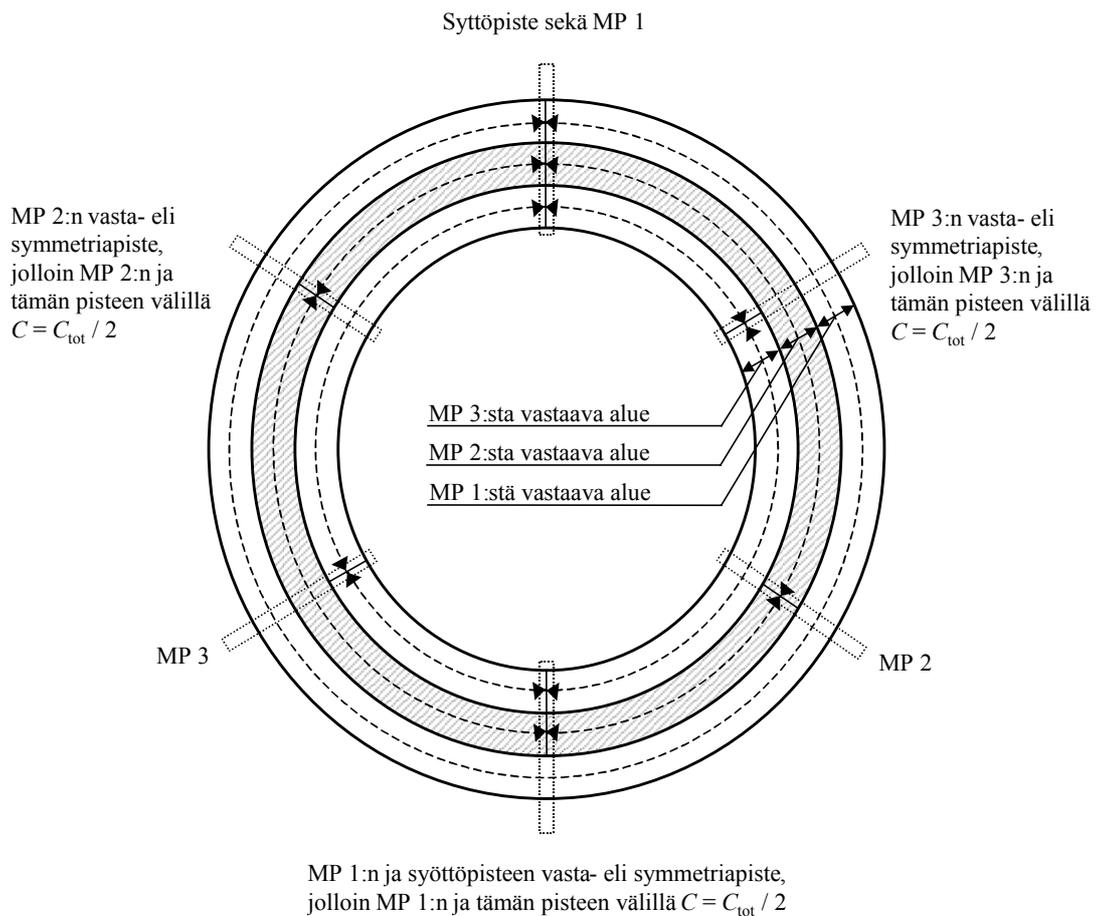 Syttöpiste sekä MP 1
MP 2:n vasta- eli
symmetriapiste,
jolloin MP 2:n ja
tämän pisteen välillä
C = Ctot / 2
MP 3:n vasta- eli
symmetriapiste,
jolloin MP 3:n ja
tämän pisteen välillä
C = Ctot / 2
MP 3:sta vastaava alue
MP 2:sta vastaava alue
MP 1:stä vastaava alue
MP 3
MP 2
MP 1:n ja syöttöpisteen vasta- eli symmetriapiste,
jolloin MP 1:n ja tämän pisteen välillä C = Ctot / 2